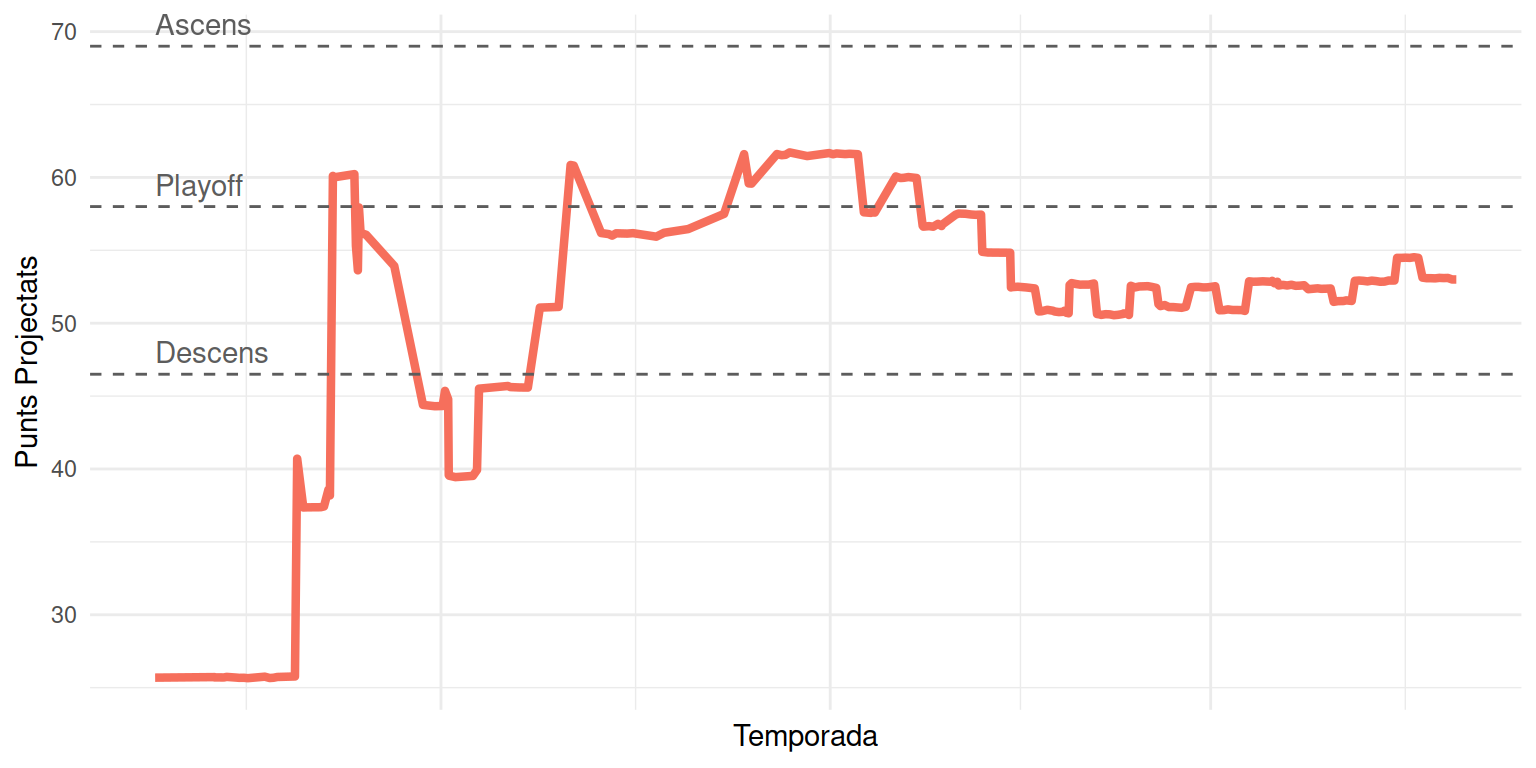 Ascens
70
Playoff
60
50
Descens
40
30
Punts Projectats
Temporada